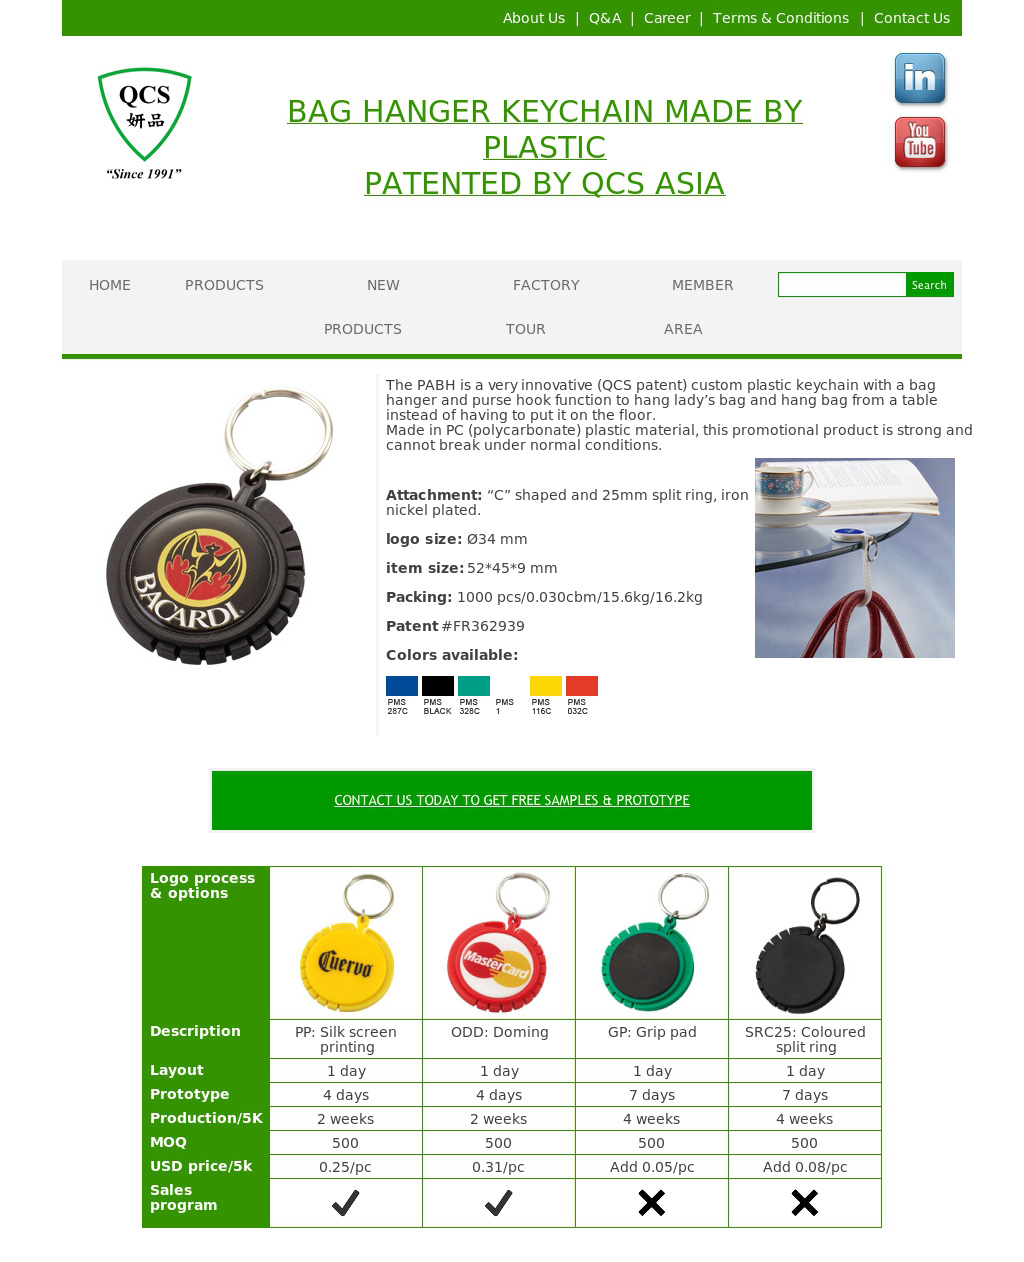 About Us | Q&A | Career | Terms & Conditions | Contact Us
QCS
妍品
“Since 1991”
BAG HANGER KEYCHAIN MADE BY
PLASTIC
PATENTED BY QCS ASIA
in
You
Tube
HOME PRODUCTS NEW PRODUCTS FACTORY TOUR MEMBER AREA
Search
The PABH is a very innovative (QCS patent) custom plastic keychain with a bag
hanger and purse hook function to hang lady’s bag and hang bag from a table
instead of having to put it on the floor.
Made in PC (polycarbonate) plastic material, this promotional product is strong and
cannot break under normal conditions.
BACARDI
Attachment: “C” shaped and 25mm split ring, iron
nickel plated.
logo size: Ø34 mm
item size: 52*45*9 mm
Packing: 1000 pcs/0.030cbm/15.6kg/16.2kg
Patent #FR362939
Colors available:
PMS 287C
PMS BLACK
PMS 328C
PMS 1
PMS 116C
PMS 032C
CONTACT US TODAY TO GET FREE SAMPLES & PROTOTYPE
Logo process
& options
Cuervo
MasterCard
Description PP: Silk screen printing ODD: Doming GP: Grip pad SRC25: Coloured split ring
Layout 1 day 1 day 1 day 1 day
Prototype 4 days 4 days 7 days 7 days
Production/5K 2 weeks 2 weeks 4 weeks 4 weeks
MOQ 500 500 500 500
USD price/5k 0.25/pc 0.31/pc Add 0.05/pc Add 0.08/pc
Sales
program